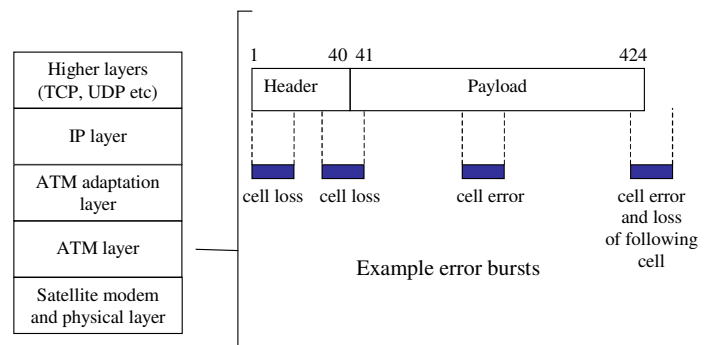 Higher layers
(TCP, UDP etc)
IP layer
ATM adaptation
layer
ATM layer
Satellite modem
and physical layer
1 40 41 424
Header Payload
cell loss cell loss cell error cell error
and loss
of following
cell
Example error bursts